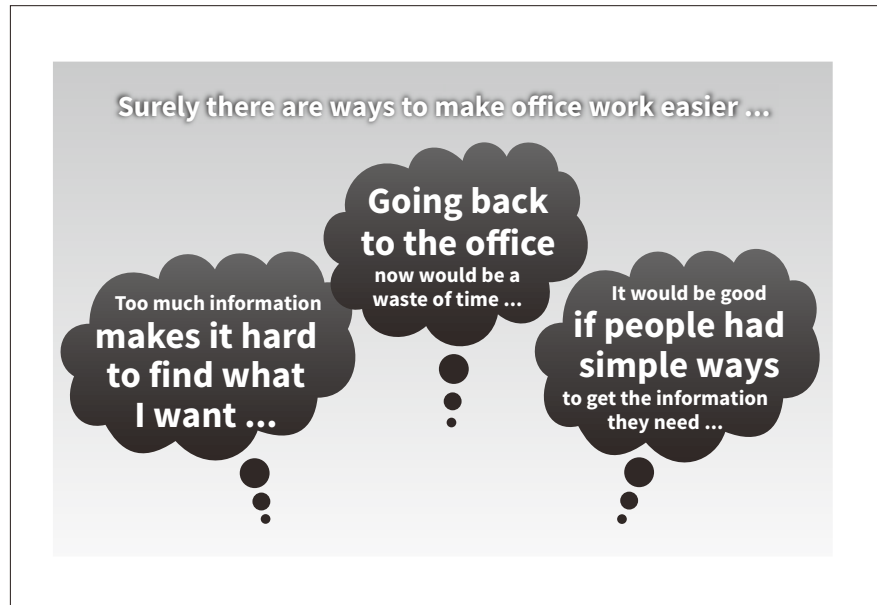 Surely there are ways to make office work easier ...
Too much information
makes it hard
to find what
I want ...
Going back
to the office
now would be a
waste of time ...
It would be good
if people had
simple ways
to get the information
they need ...